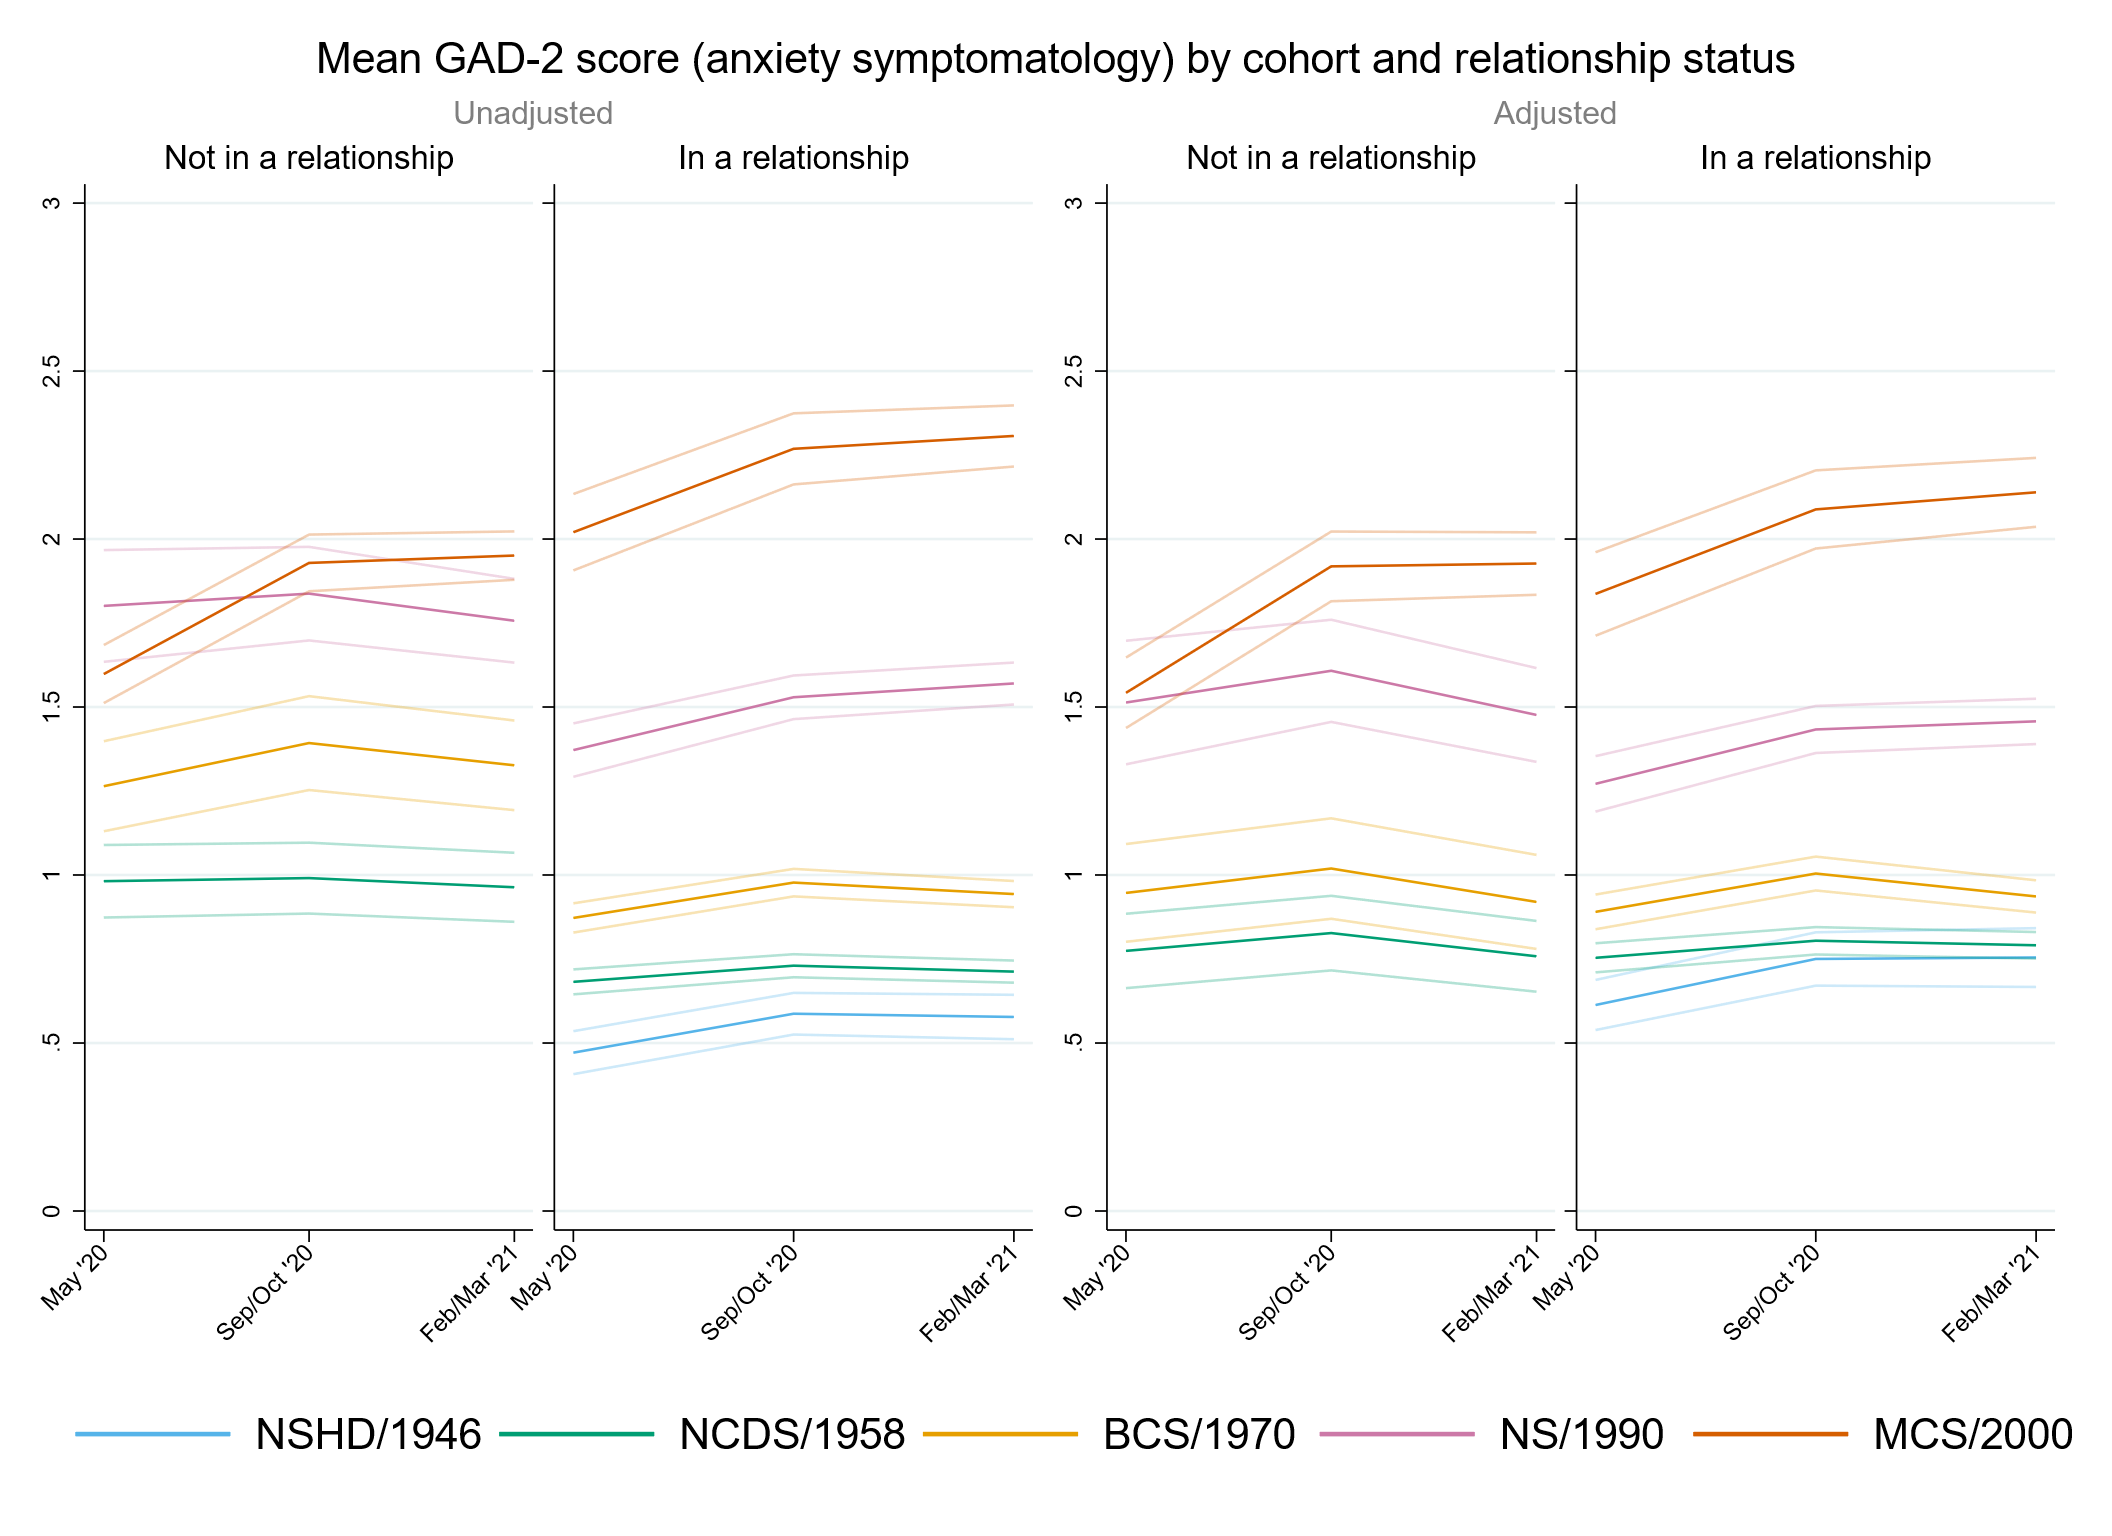 Mean GAD-2 score (anxiety symptomatology) by cohort and relationship status
Unadjusted
Adjusted
Not in a relationship
In a relationship
Not in a relationship
In a relationship
3
2.5
2
1.5
1
.5
0
3
2.5
2
1.5
1
.5
0
May '20
Sep/Oct '20
Feb/Mar '21
May '20
Sep/Oct '20
Feb/Mar '21
May '20
Sep/Oct '20
Feb/Mar '21
May '20
Sep/Oct '20
Feb/Mar '21
NSHD/1946
NCDS/1958
BCS/1970
NS/1990
MCS/2000